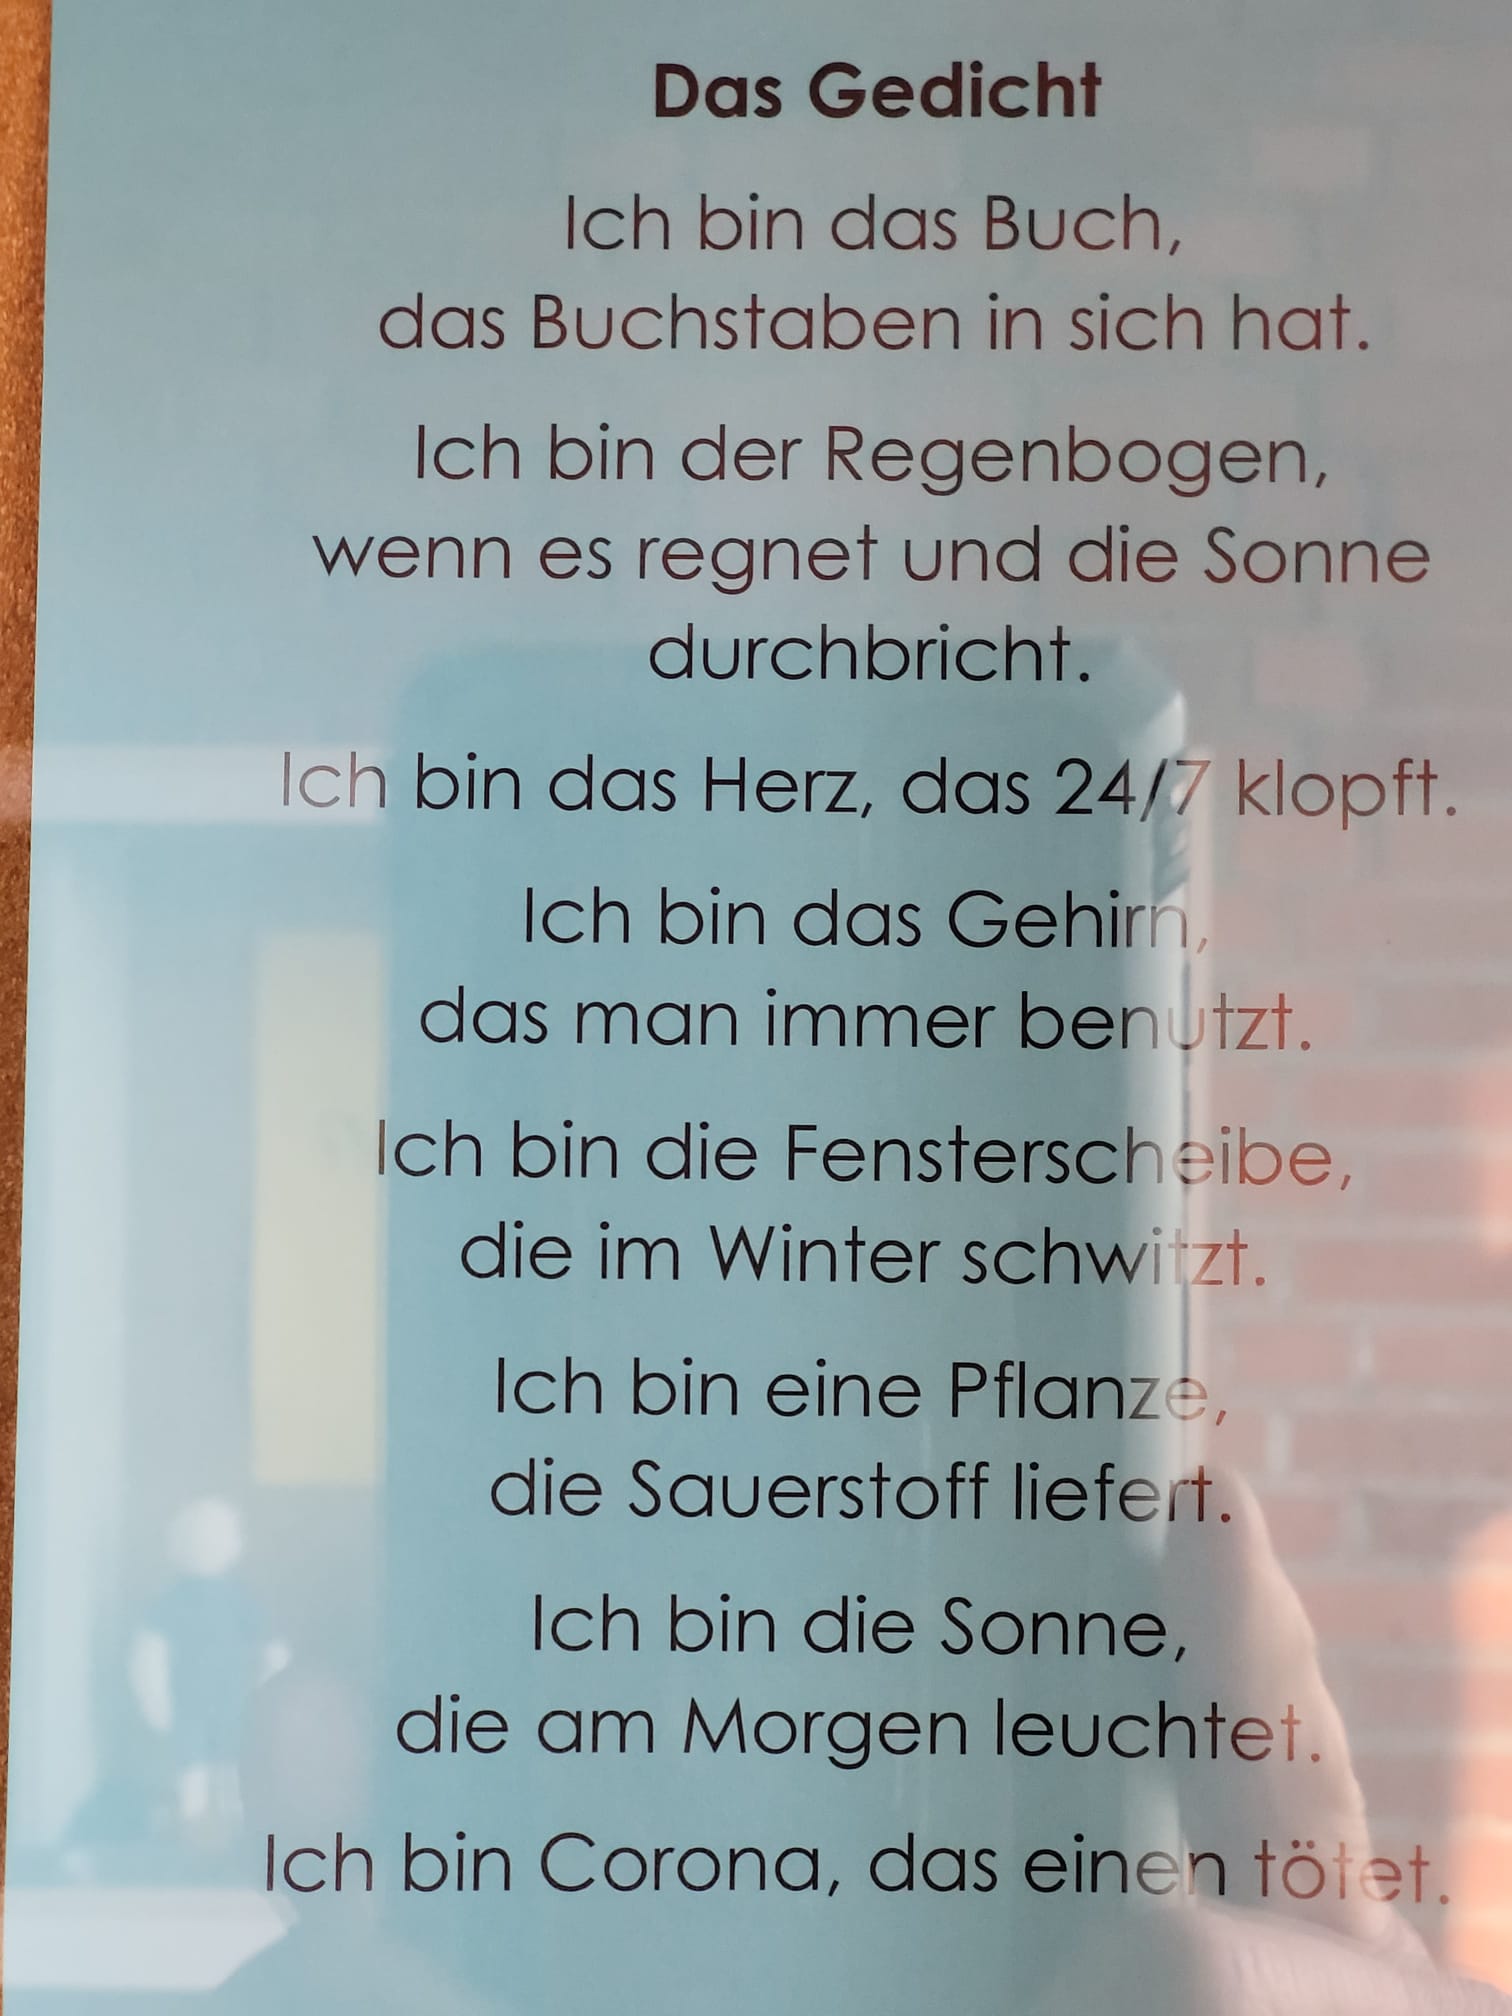 Das Gedicht
Ich bin das Buch,
das Buchstaben in sich hat.
Ich bin der Regenbogen,
wenn es regnet und die Sonne
durchbricht.
Ich bin das Herz, das 24/7 klopft.
Ich bin das Gehirn,
das man immer benutzt.
Ich bin die Fensterscheibe,
die im Winter schwitzt.
Ich bin eine Pflanze,
die Sauerstoff liefert.
Ich bin die Sonne,
die am Morgen leuchtet.
Ich bin Corona, das einen tötet.